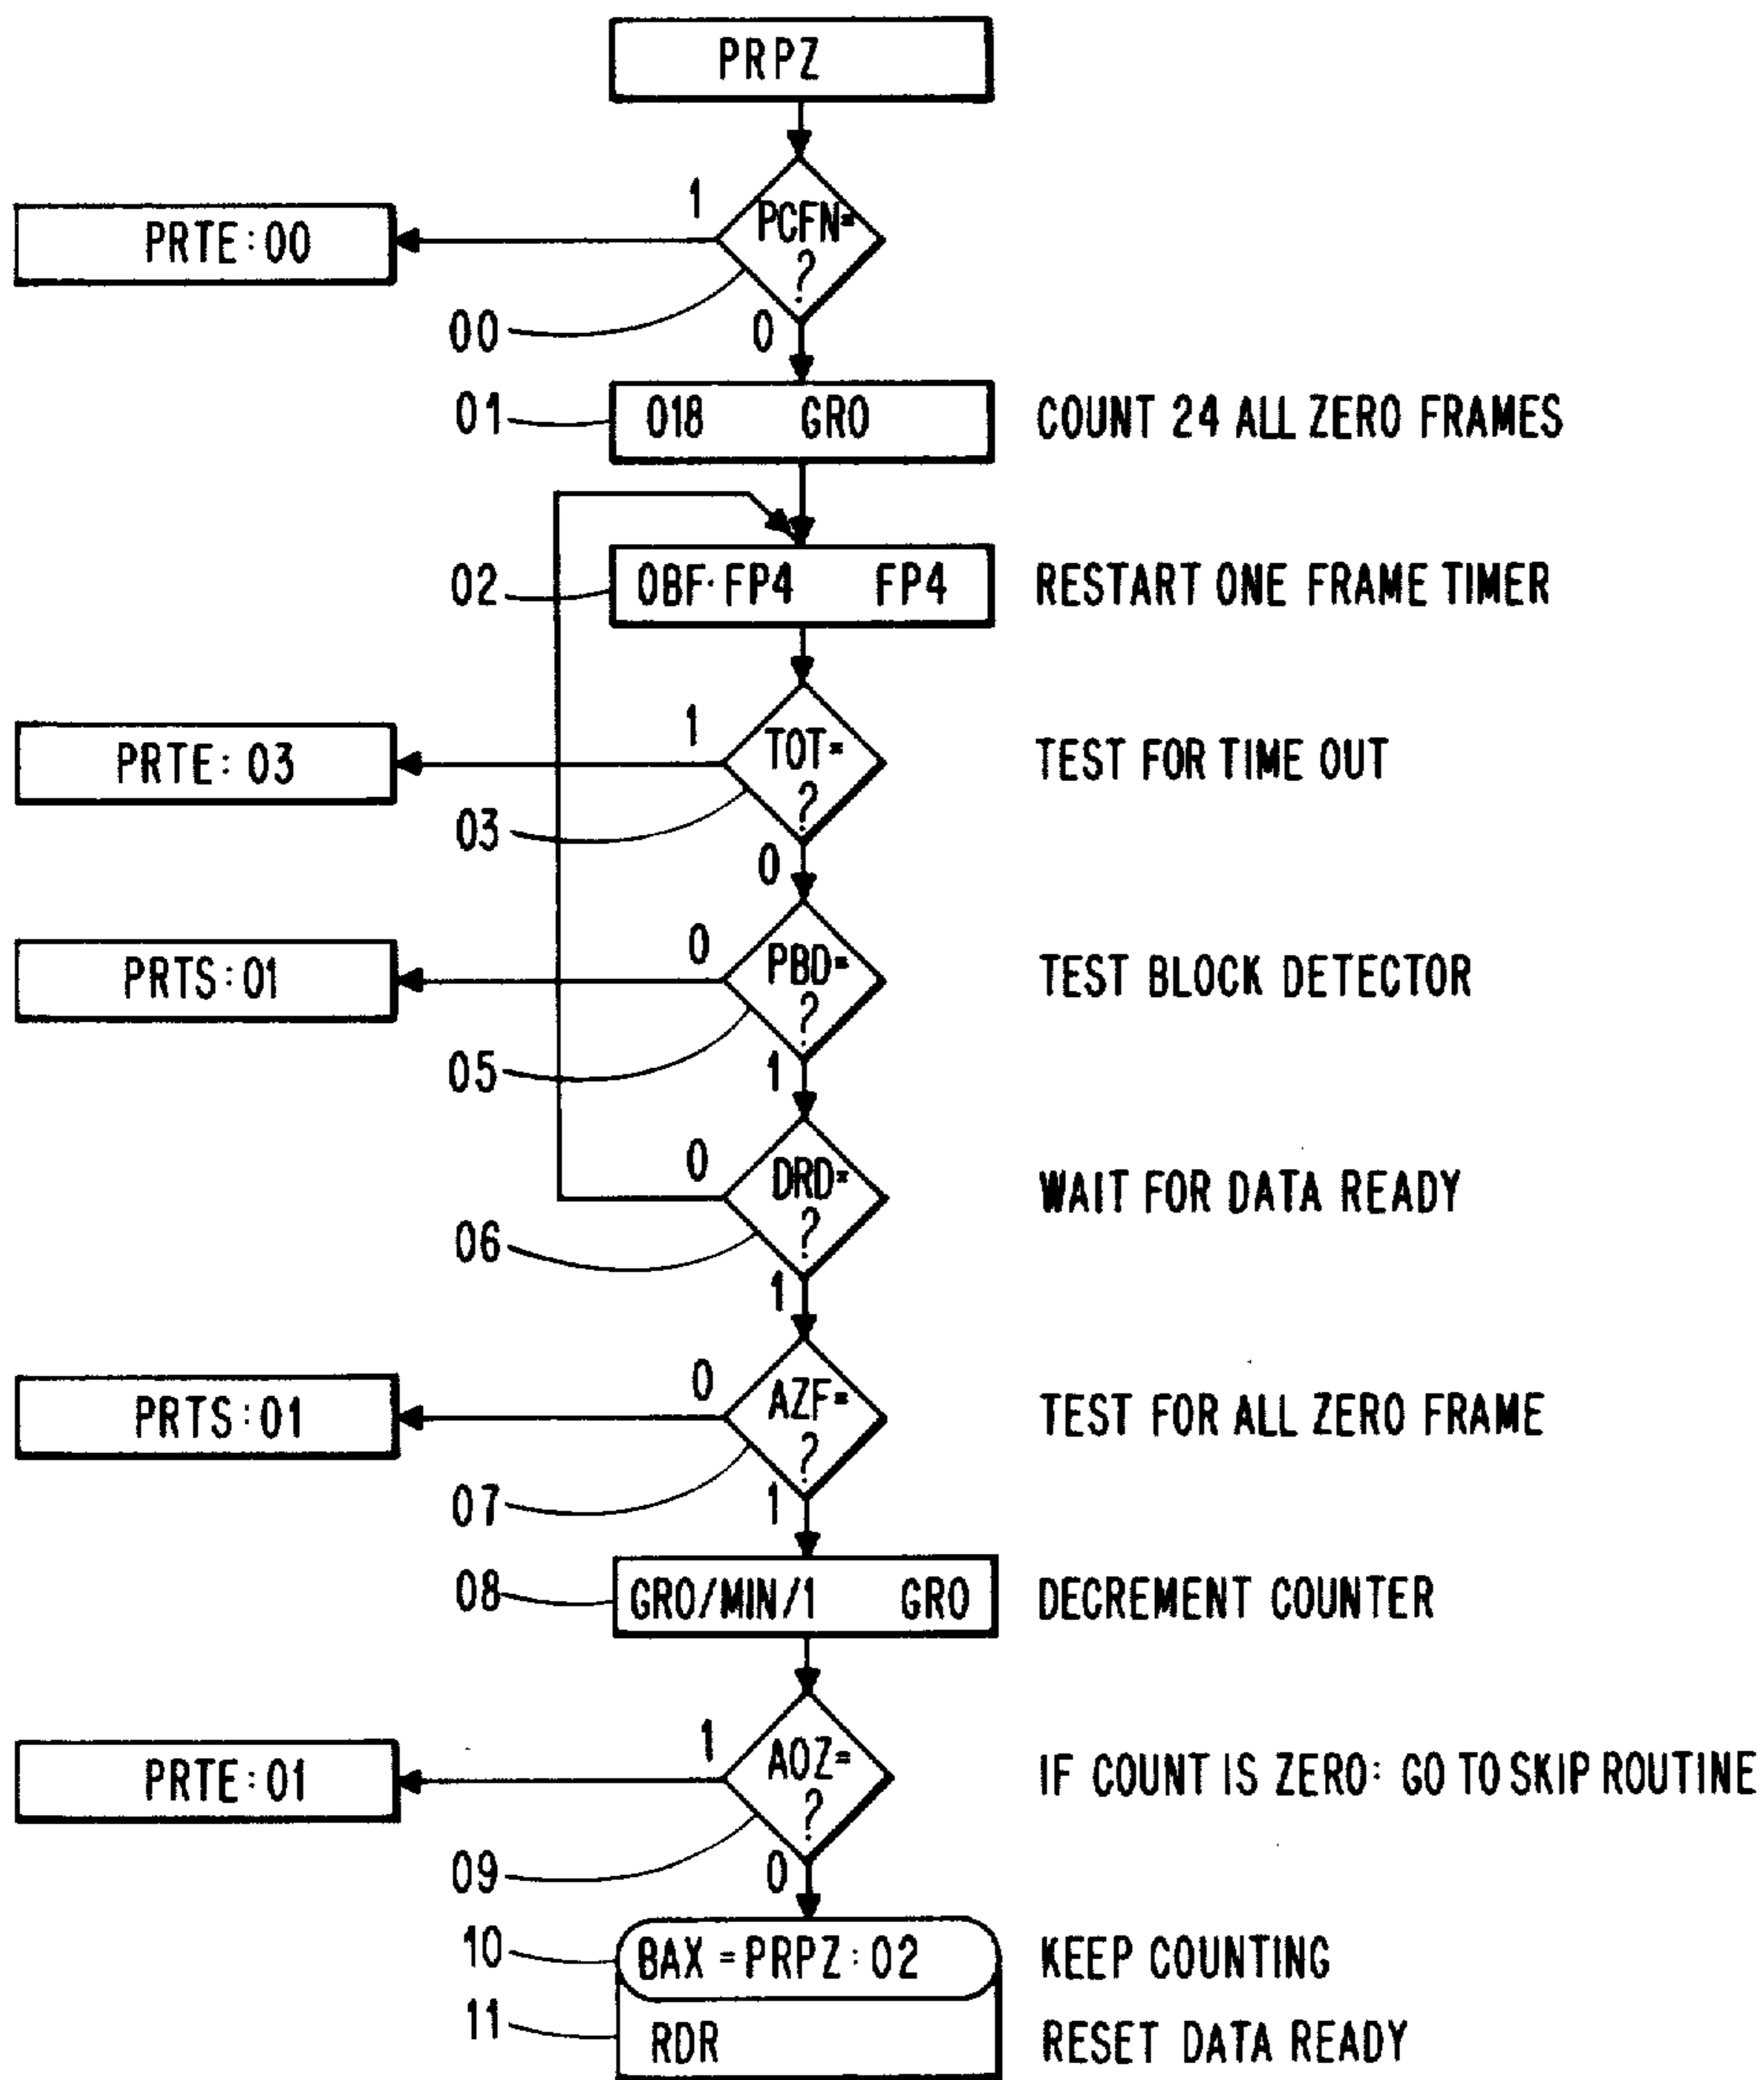 PRPZ
1
PCFN=
?
PRTE:00
00
0
01
018 GR0
COUNT 24 ALL ZERO FRAMES
02
0BF·FP4 FP4
RESTART ONE FRAME TIMER
1
TOT=
?
PRTE:03
TEST FOR TIME OUT
03
0
0
PBD=
?
PRTS:01
TEST BLOCK DETECTOR
05
1
0
DRD=
?
WAIT FOR DATA READY
06
1
0
AZF=
?
PRTS:01
TEST FOR ALL ZERO FRAME
07
1
08
GR0/MIN/1 GR0
DECREMENT COUNTER
1
AOZ=
?
PRTE:01
IF COUNT IS ZERO: GO TO SKIP ROUTINE
09
0
10
BAX=PRPZ:02
KEEP COUNTING
11
RDR
RESET DATA READY